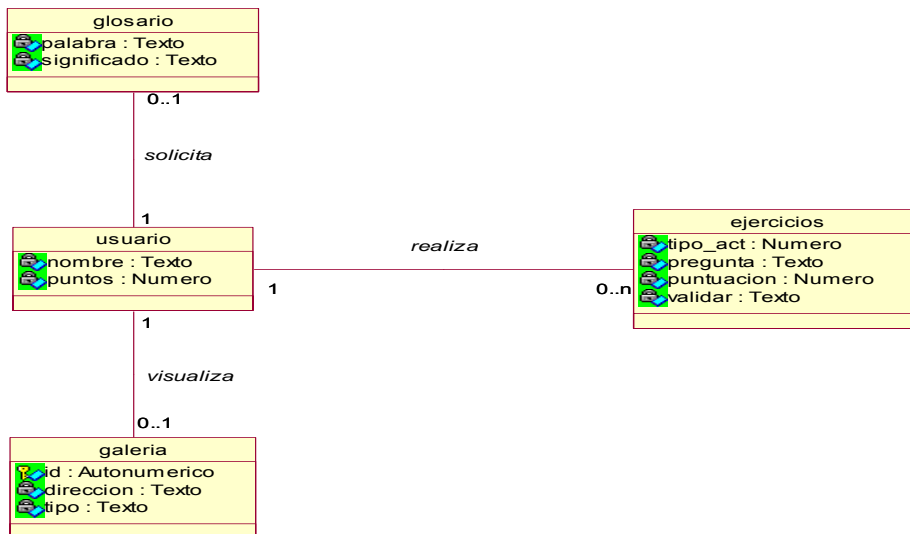 glosario
palabra : Texto
significado : Texto
0..1
solicita
1
usuario
nombre : Texto
puntos : Numero
1
realiza
0..n
ejercicios
tipo_act : Numero
pregunta : Texto
puntuacion : Numero
validar : Texto
1
visualiza
0..1
galeria
id : Autonumerico
direccion : Texto
tipo : Texto